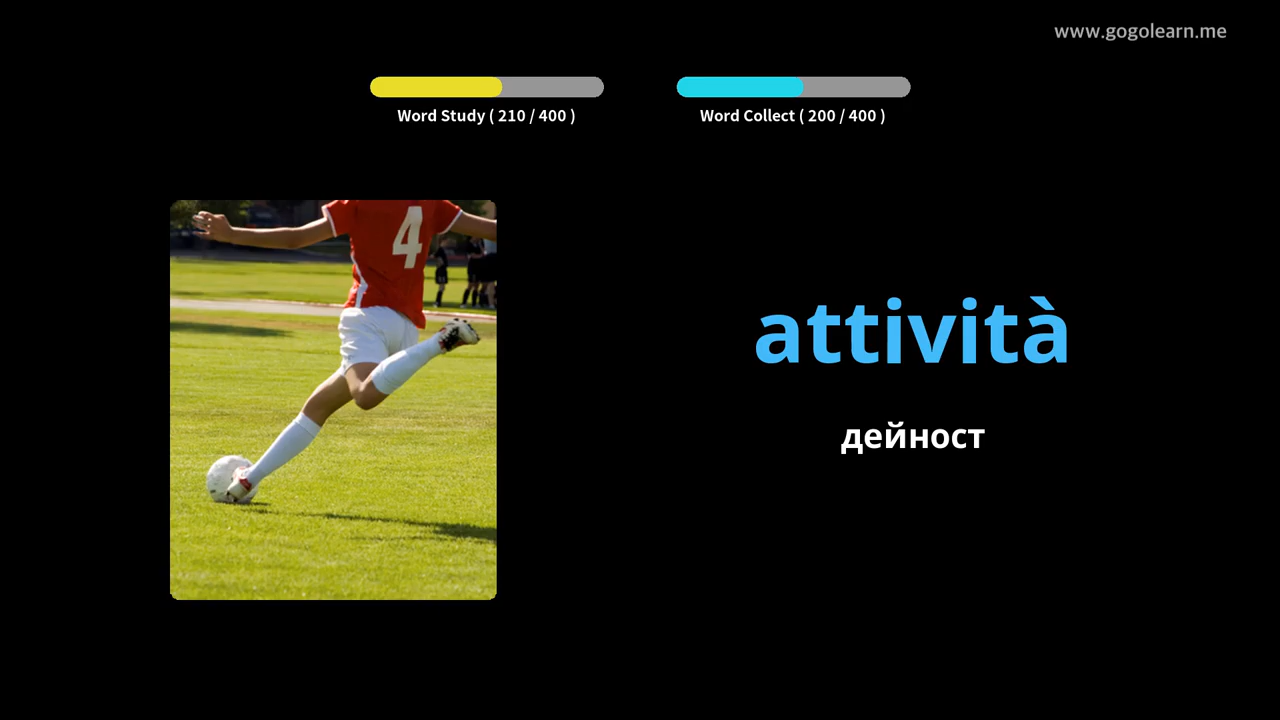 www.gogolearn.me
Word Study ( 210 / 400 )
Word Collect ( 200 / 400 )
4
attività
дейност